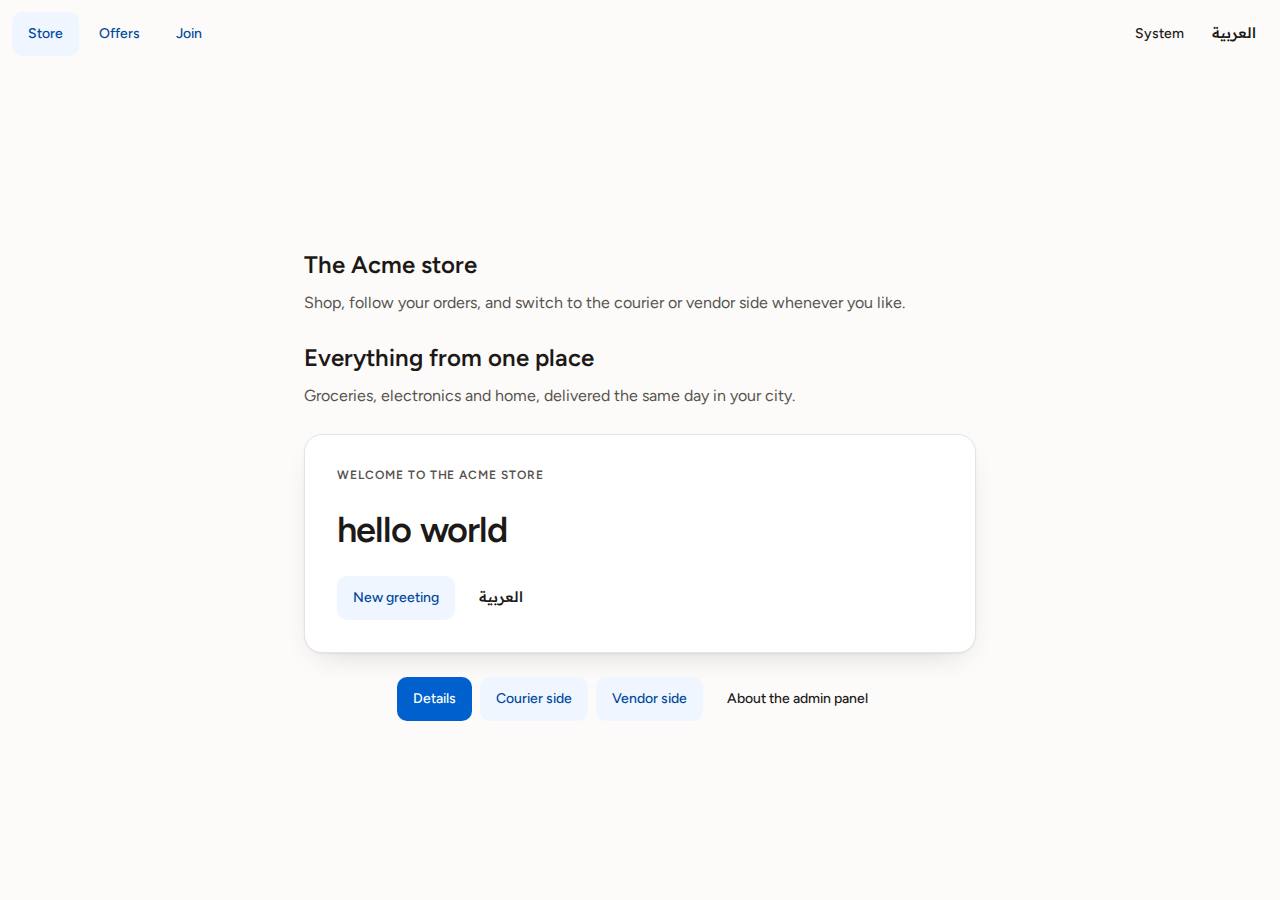 Store Offers Join System العربية
The Acme store
Shop, follow your orders, and switch to the courier or vendor side whenever you like.
Everything from one place
Groceries, electronics and home, delivered the same day in your city.
WELCOME TO THE ACME STORE
hello world
New greeting العربية
Details Courier side Vendor side About the admin panel